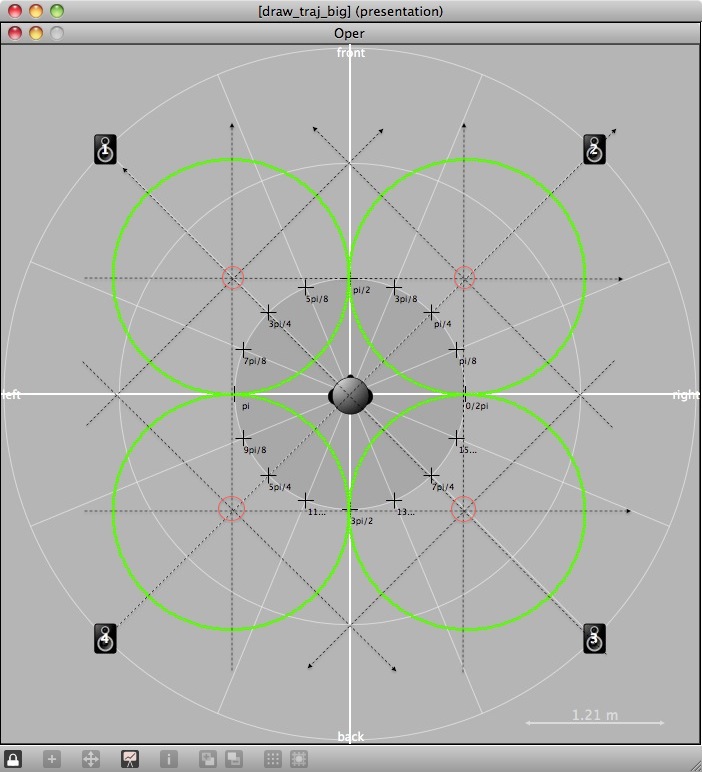 [draw_traj_big] (presentation)
Oper
front
1
2
5pi/8
pi/2
3pi/8
3pi/4
pi/4
7pi/8
pi/8
left
right
pi
0/2pi
9pi/8
15...
5pi/4
7pi/4
11...
13...
3pi/2
4
3
1.21 m
back